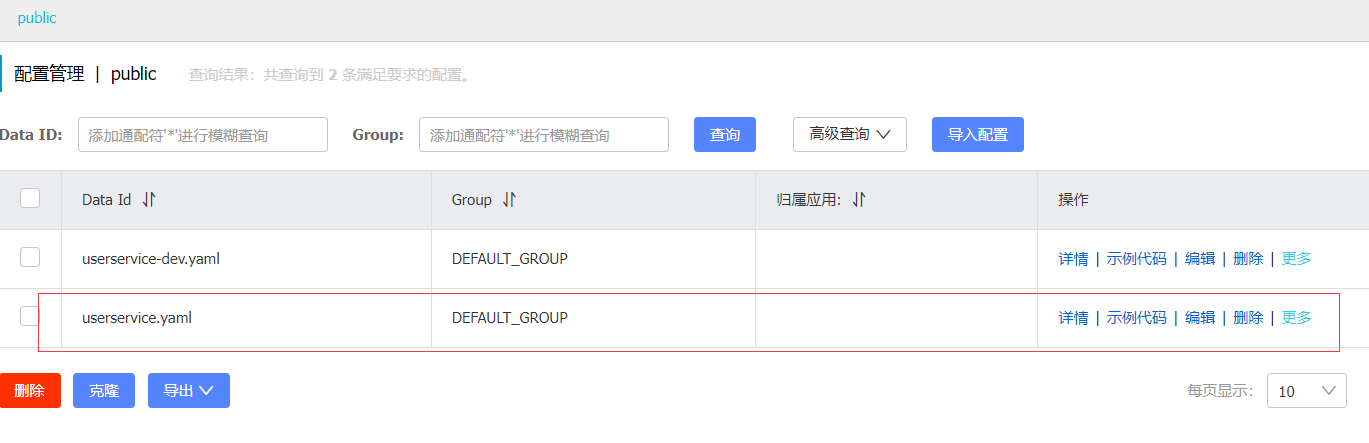 public
配置管理 | public 查询结果：共查询到 2 条满足要求的配置。
Data ID: 添加通配符'*'进行模糊查询 Group: 添加通配符'*'进行模糊查询 查询 高级查询 导入配置
Data Id Group 归属应用: 操作
userservice-dev.yaml DEFAULT_GROUP 详情 | 示例代码 | 编辑 | 删除 | 更多
userservice.yaml DEFAULT_GROUP 详情 | 示例代码 | 编辑 | 删除 | 更多
删除 克隆 导出 每页显示: 10